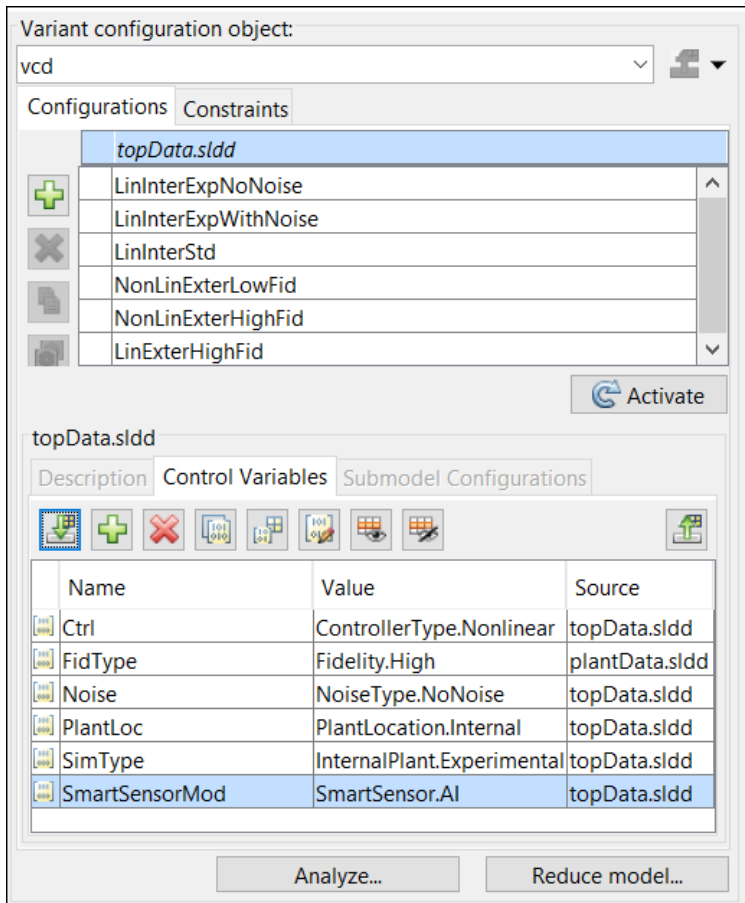 Variant configuration object:
vcd
Configurations Constraints
topData.sldd
LinInterExpNoNoise
LinInterExpWithNoise
LinInterStd
NonLinExterLowFid
NonLinExterHighFid
LinExterHighFid
Activate
topData.sldd
Description Control Variables Submodel Configurations
Name Value Source
Ctrl ControllerType.Nonlinear topData.sldd
FidType Fidelity.High plantData.sldd
Noise NoiseType.NoNoise topData.sldd
PlantLoc PlantLocation.Internal topData.sldd
SimType InternalPlant.Experimental topData.sldd
SmartSensorMod SmartSensor.AI topData.sldd
Analyze... Reduce model...